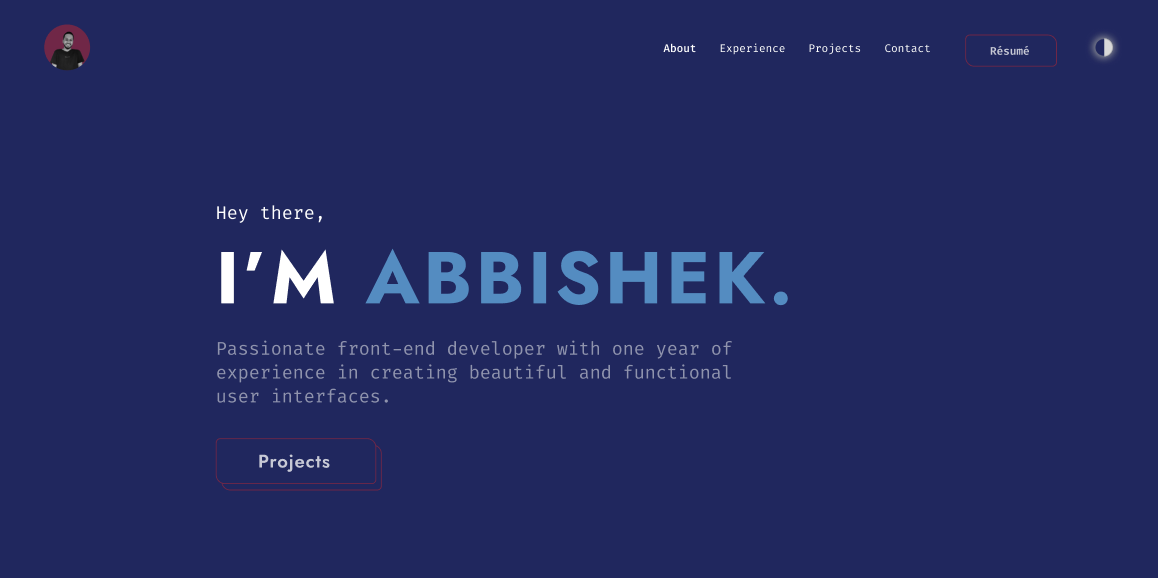 About Experience Projects Contact Résumé
Hey there,
I’M ABBISHEK.
Passionate front-end developer with one year of
experience in creating beautiful and functional
user interfaces.
Projects